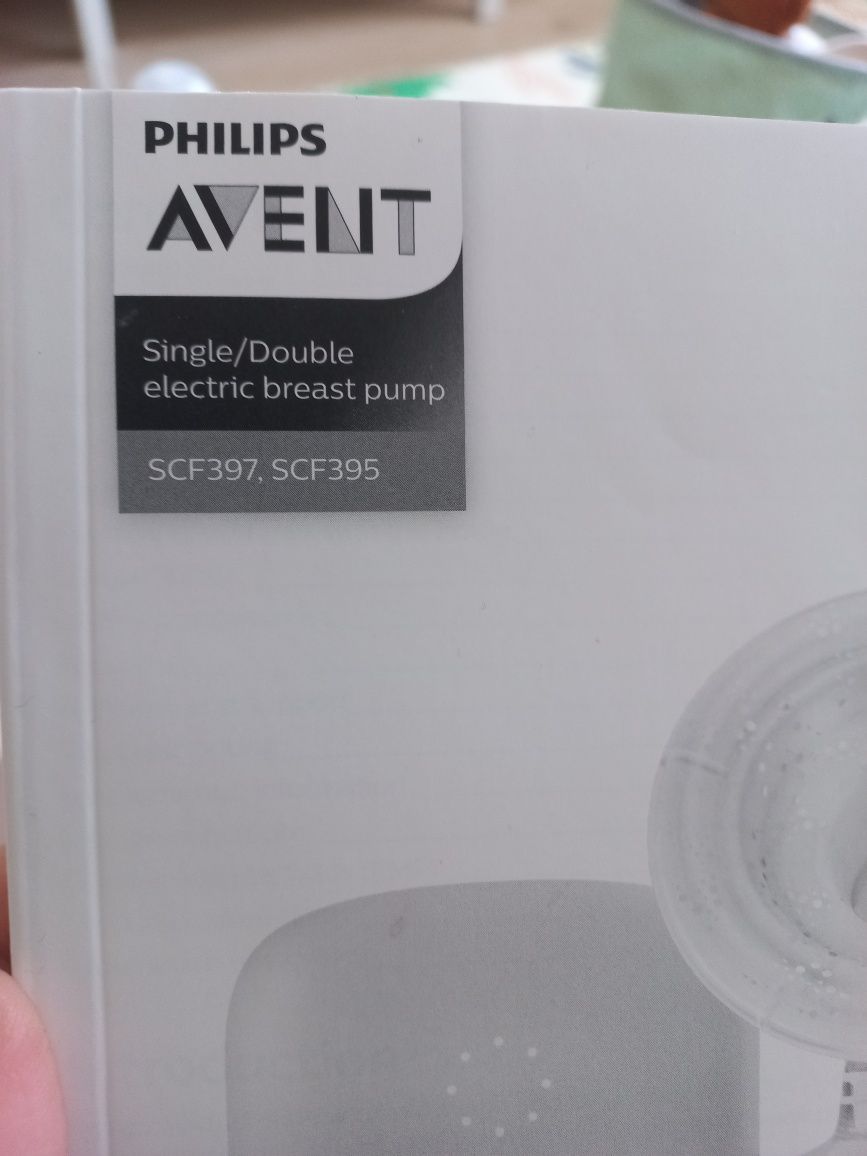 PHILIPS
AVENT
Single/Double
electric breast pump
SCF397, SCF395